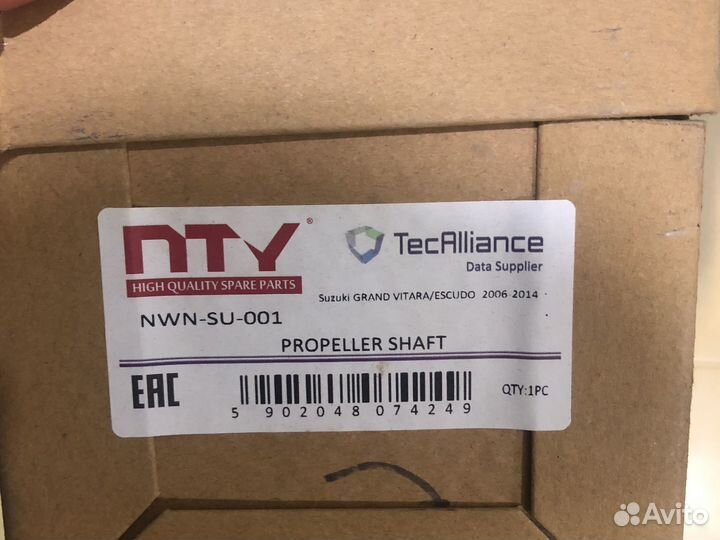 NTY ®
HIGH QUALITY SPARE PARTS
TecAlliance
Data Supplier
Suzuki GRAND VITARA/ESCUDO 2006-2014
NWN-SU-001
PROPELLER SHAFT
EAC
5 902048 074249
QTY:1PC
Avito